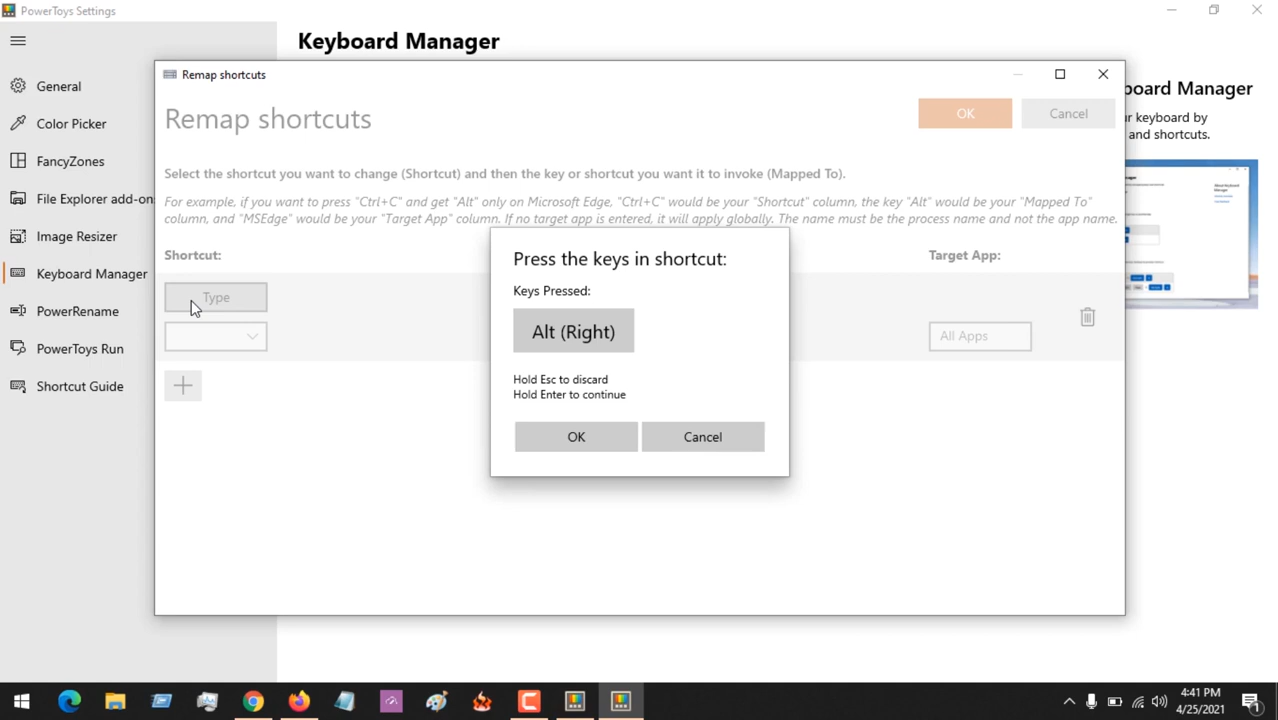 PowerToys Settings
Keyboard Manager
General
Color Picker
FancyZones
File Explorer add-on
Image Resizer
Keyboard Manager
PowerRename
PowerToys Run
Shortcut Guide
Remap shortcuts
Remap shortcuts
OK
Cancel
Select the shortcut you want to change (Shortcut) and then the key or shortcut you want it to invoke (Mapped To).
For example, if you want to press "Ctrl+C" and get "Alt" only on Microsoft Edge, "Ctrl+C" would be your "Shortcut" column, the key "Alt" would be your "Mapped To"
column, and "MSEdge" would be your "Target App" column. If no target app is entered, it will apply globally. The name must be the process name and not the app name.
Shortcut:
Target App:
Type
All Apps
Press the keys in shortcut:
Keys Pressed:
Alt (Right)
Hold Esc to discard
Hold Enter to continue
OK
Cancel
board Manager
r keyboard by
and shortcuts.
4:41 PM
4/25/2021
1